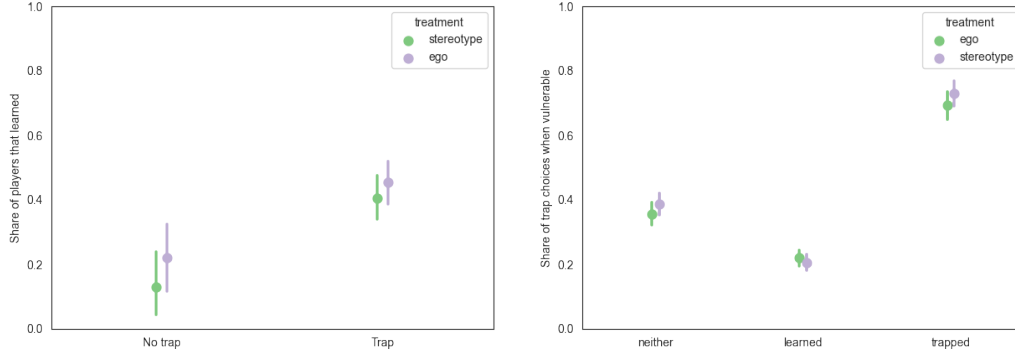 Share of players that learned
1.0
0.8
0.6
0.4
0.2
0.0
treatment
stereotype
ego
No trap
Trap
Share of trap choices when vulnerable
1.0
0.8
0.6
0.4
0.2
0.0
treatment
ego
stereotype
neither
learned
trapped